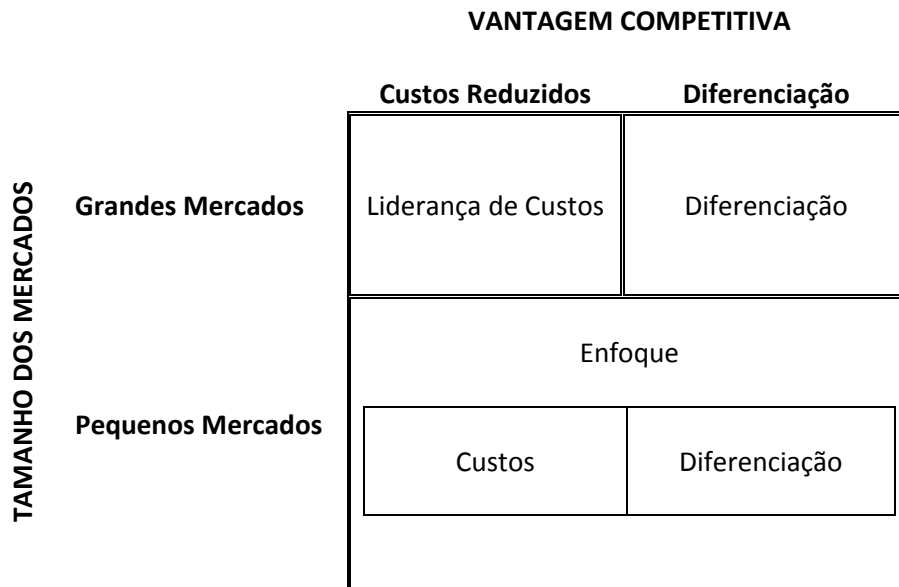 VANTAGEM COMPETITIVA
Custos Reduzidos Diferenciação
TAMANHO DOS MERCADOS
Grandes Mercados Liderança de Custos Diferenciação
Enfoque
Pequenos Mercados
Custos Diferenciação